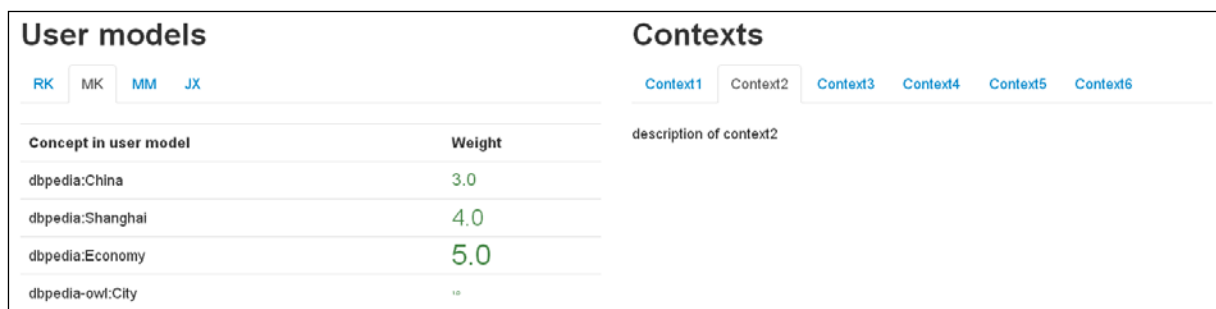 User models
RK MK MM JX
Concept in user model Weight
dbpedia:China 3.0
dbpedia:Shanghai 4.0
dbpedia:Economy 5.0
dbpedia-owl:City
Contexts
Context1 Context2 Context3 Context4 Context5 Context6
description of context2